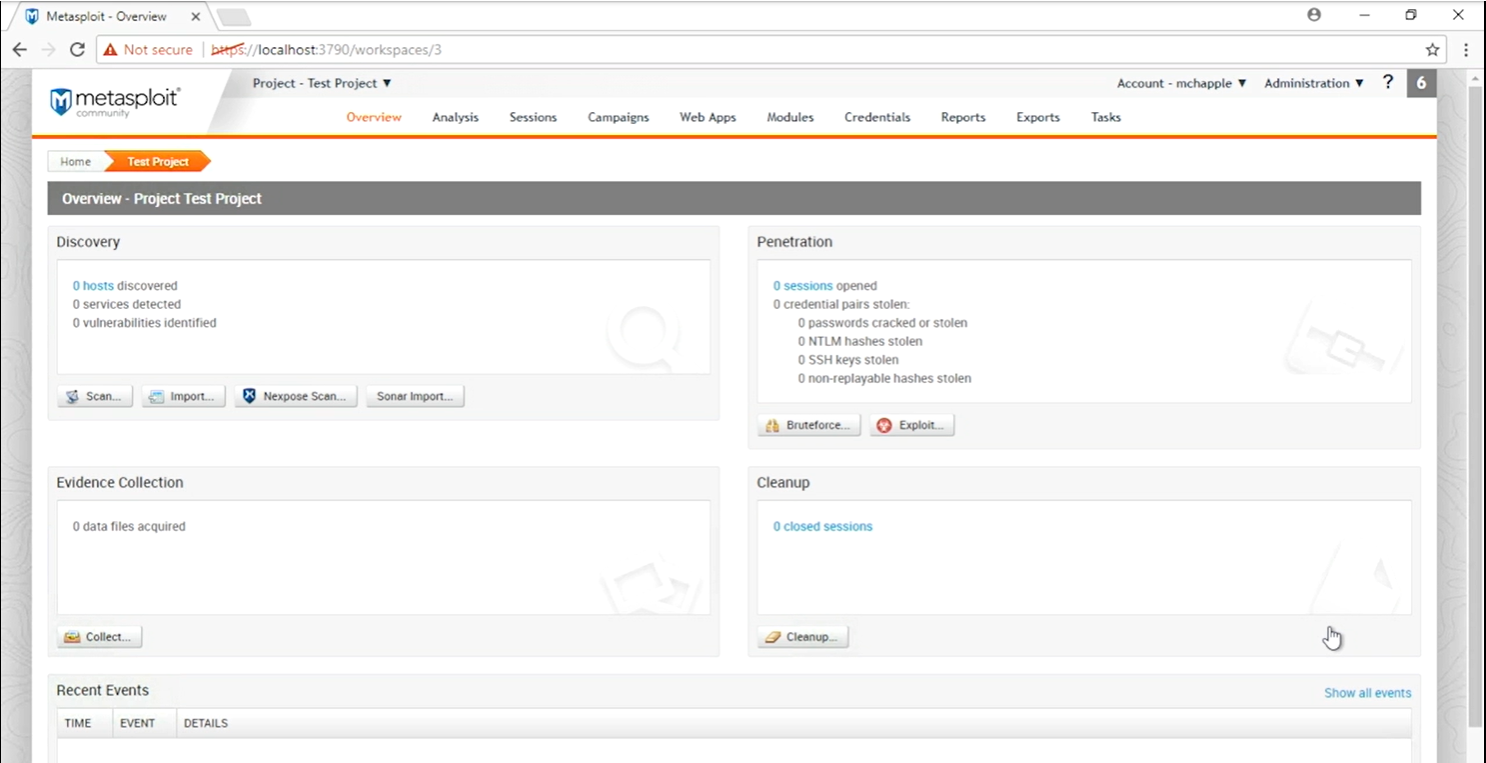 Metasploit - Overview
Not secure https://localhost:3790/workspaces/3
metasploit®
community
Project - Test Project ▼ Account - mchapple ▼ Administration ▼ ? 6
Overview Analysis Sessions Campaigns Web Apps Modules Credentials Reports Exports Tasks
Home Test Project
Overview - Project Test Project
Discovery
0 hosts discovered
0 services detected
0 vulnerabilities identified
Scan... Import... Nexpose Scan... Sonar Import...
Penetration
0 sessions opened
0 credential pairs stolen:
0 passwords cracked or stolen
0 NTLM hashes stolen
0 SSH keys stolen
0 non-replayable hashes stolen
Bruteforce... Exploit...
Evidence Collection
0 data files acquired
Collect...
Cleanup
0 closed sessions
Cleanup...
Recent Events Show all events
TIME EVENT DETAILS